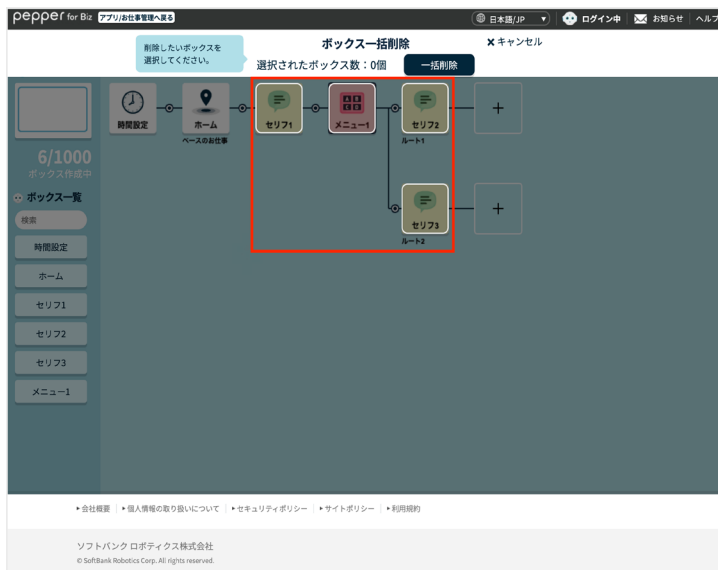 pepper for Biz アプリ/お仕事管理へ戻る 日本語/JP ▼ ログイン中 お知らせ ヘルプ
削除したいボックスを
選択してください。
ボックス一括削除
×キャンセル
選択されたボックス数：0個 一括削除
時間設定
ホーム
ベースのお仕事
セリフ1
メニュー1
セリフ2
ルート1
+
セリフ3
ルート2
+
6/1000
ボックス作成中
ボックス一覧
検索
時間設定
ホーム
セリフ1
セリフ2
セリフ3
メニュー1
▶会社概要 ▶個人情報の取り扱いについて ▶セキュリティポリシー ▶サイトポリシー ▶利用規約
ソフトバンク ロボティクス株式会社
© SoftBank Robotics Corp. All rights reserved.